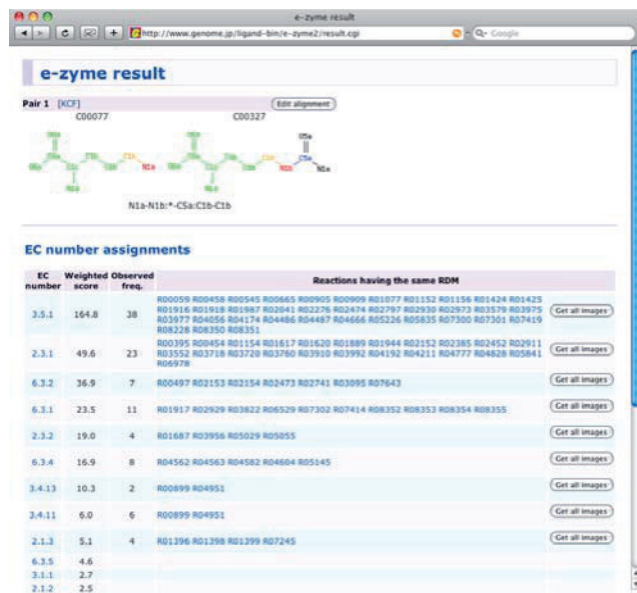 e-zyme result
http://www.genome.jp/ligand-bin/e-zyme2/result.cgi
Google
e-zyme result
Pair 1 [KCF]
Edit alignment
C00077 C00327
N1a-N1b:*-C5a:C1b-C1b
EC number assignments
EC number Weighted score Observed freq. Reactions having the same RDM
3.5.1 164.8 38 Get all images
R00059 R00458 R00545 R00665 R00905 R00909 R01077 R01152 R01156 R01424 R01425
R01916 R01918 R01987 R02041 R02276 R02474 R02797 R02930 R02973 R03579 R03975
R03977 R04056 R04174 R04486 R04487 R04666 R05226 R05835 R07300 R07301 R07419
R08228 R08350 R08351
2.3.1 49.6 23 Get all images
R00395 R00454 R01154 R01617 R01620 R01889 R01944 R02152 R02385 R02452 R02911
R03552 R03718 R03720 R03760 R03910 R03992 R04192 R04211 R04777 R04828 R05841
R06978
6.3.2 36.9 7 R00497 R02153 R02154 R02473 R02741 R03095 R07643 Get all images
6.3.1 23.5 11 R01917 R02929 R03822 R06529 R07302 R07414 R08352 R08353 R08354 R08355 Get all images
2.3.2 19.0 4 R01687 R03956 R05029 R05055 Get all images
6.3.4 16.9 8 R04562 R04563 R04582 R04604 R05145 Get all images
3.4.13 10.3 2 R00899 R04951 Get all images
3.4.11 6.0 6 R00899 R04951 Get all images
2.1.3 5.1 4 R01396 R01398 R01399 R07245 Get all images
6.3.5 4.6
3.1.1 2.7
2.1.2 2.5